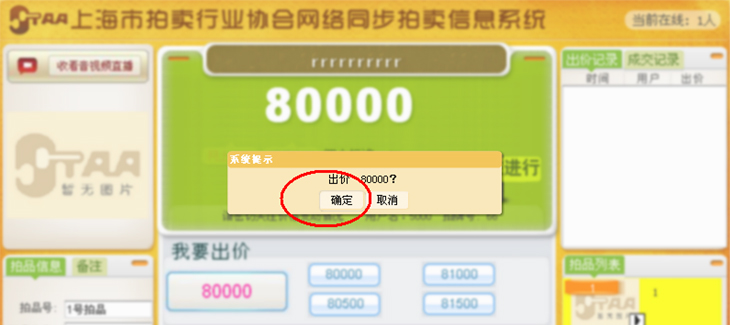 STAA上海市拍卖行业协会网络同步拍卖信息系统
当前在线: 1人
收看音视频直播
STAA
暂无图片
rrrrrrrrrr
80000
进行
系统提示
出价 80000?
确定 取消
出价记录 成交记录
时间 用户 出价
拍品信息 备注
拍品号: 1号拍品
我要出价
80000
80000 81000
80500 81500
拍品列表
1
1